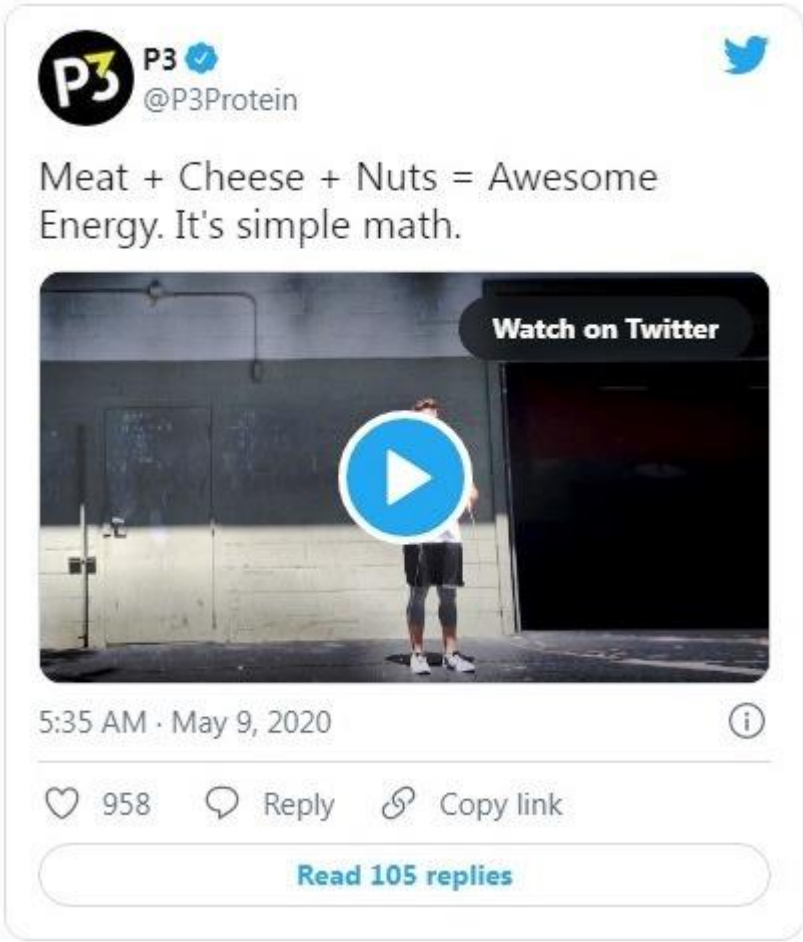 P3
P3
@P3Protein
Meat + Cheese + Nuts = Awesome
Energy. It's simple math.
Watch on Twitter
5:35 AM · May 9, 2020
958
Reply
Copy link
Read 105 replies